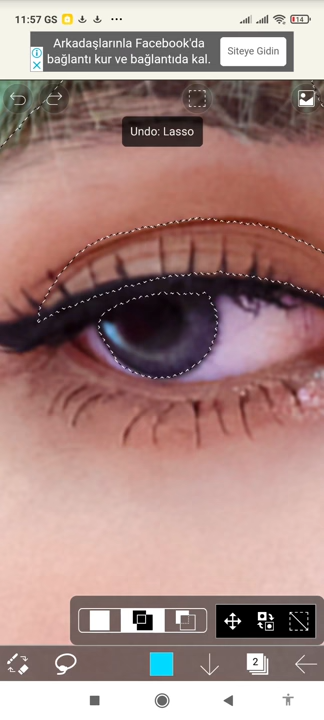 11:57 GS
14
Arkadaşlarınla Facebook'da
bağlantı kur ve bağlantıda kal.
Siteye Gidin
Undo: Lasso
2